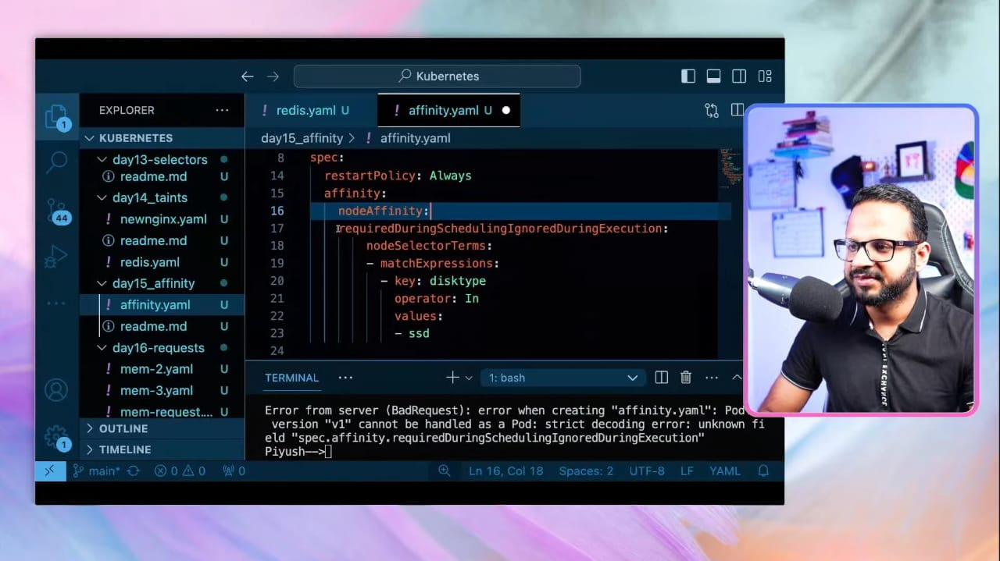 Kubernetes
EXPLORER ...
KUBERNETES
day13-selectors
readme.md U
day14_taints
newnginx.yaml U
readme.md U
redis.yaml U
day15_affinity
affinity.yaml U
readme.md U
day16-requests
mem-2.yaml U
mem-3.yaml U
mem-request.... U
OUTLINE
TIMELINE
1
44
1
! redis.yaml U
! affinity.yaml U
day15_affinity > ! affinity.yaml
8 spec:
14 restartPolicy: Always
15 affinity:
16 nodeAffinity:
17 requiredDuringSchedulingIgnoredDuringExecution:
18 nodeSelectorTerms:
19 - matchExpressions:
20 - key: disktype
21 operator: In
22 values:
23 - ssd
24
TERMINAL ... 1: bash
Error from server (BadRequest): error when creating "affinity.yaml": Pod
version "v1" cannot be handled as a Pod: strict decoding error: unknown fi
eld "spec.affinity.requiredDuringSchedulingIgnoredDuringExecution"
Piyush-->
main* 0 0 0 Ln 16, Col 18 Spaces: 2 UTF-8 LF YAML